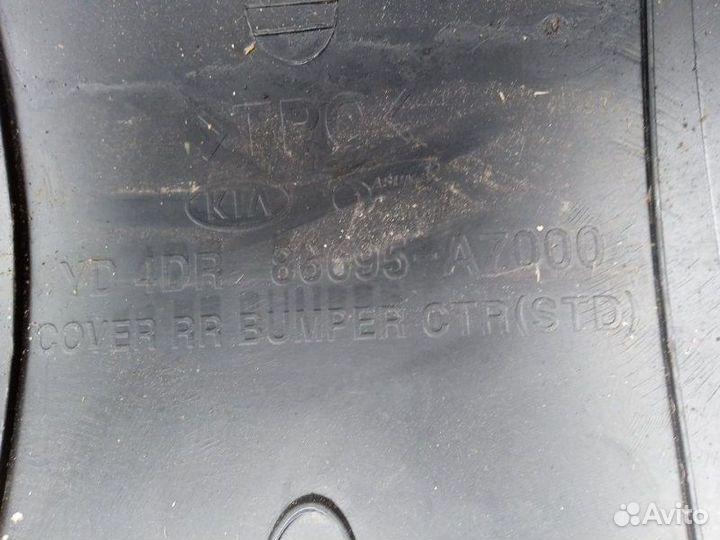 >TPO<
KIA
YD 4DR 86695-A7000
COVER RR BUMPER CTR(STD)
Avito